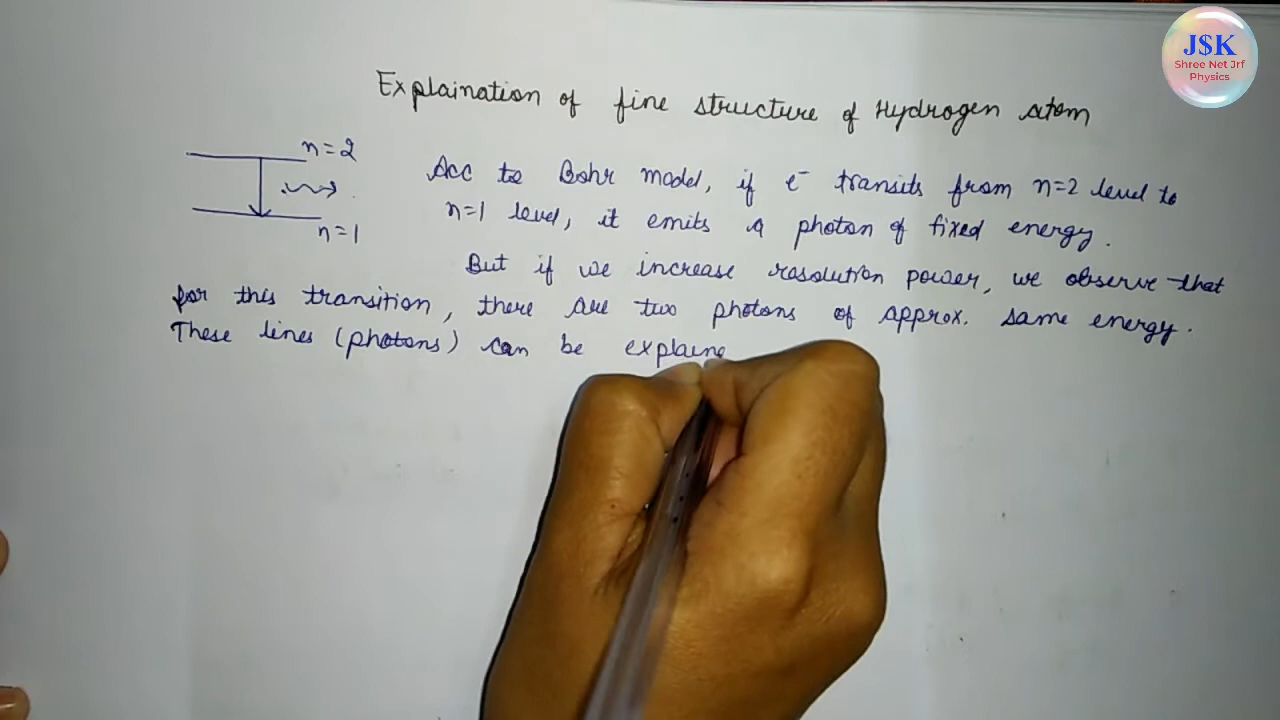 J$K
Shree Net Jrf
Physics
Explaination of fine structure of Hydrogen atom
n=2
n=1
Acc to Bohr model, if e⁻ transits from n=2 level to
n=1 level, it emits a photon of fixed energy.
But if we increase resolution power, we observe that
for this transition, there are two photons of approx. same energy.
These lines (photons) can be explaine